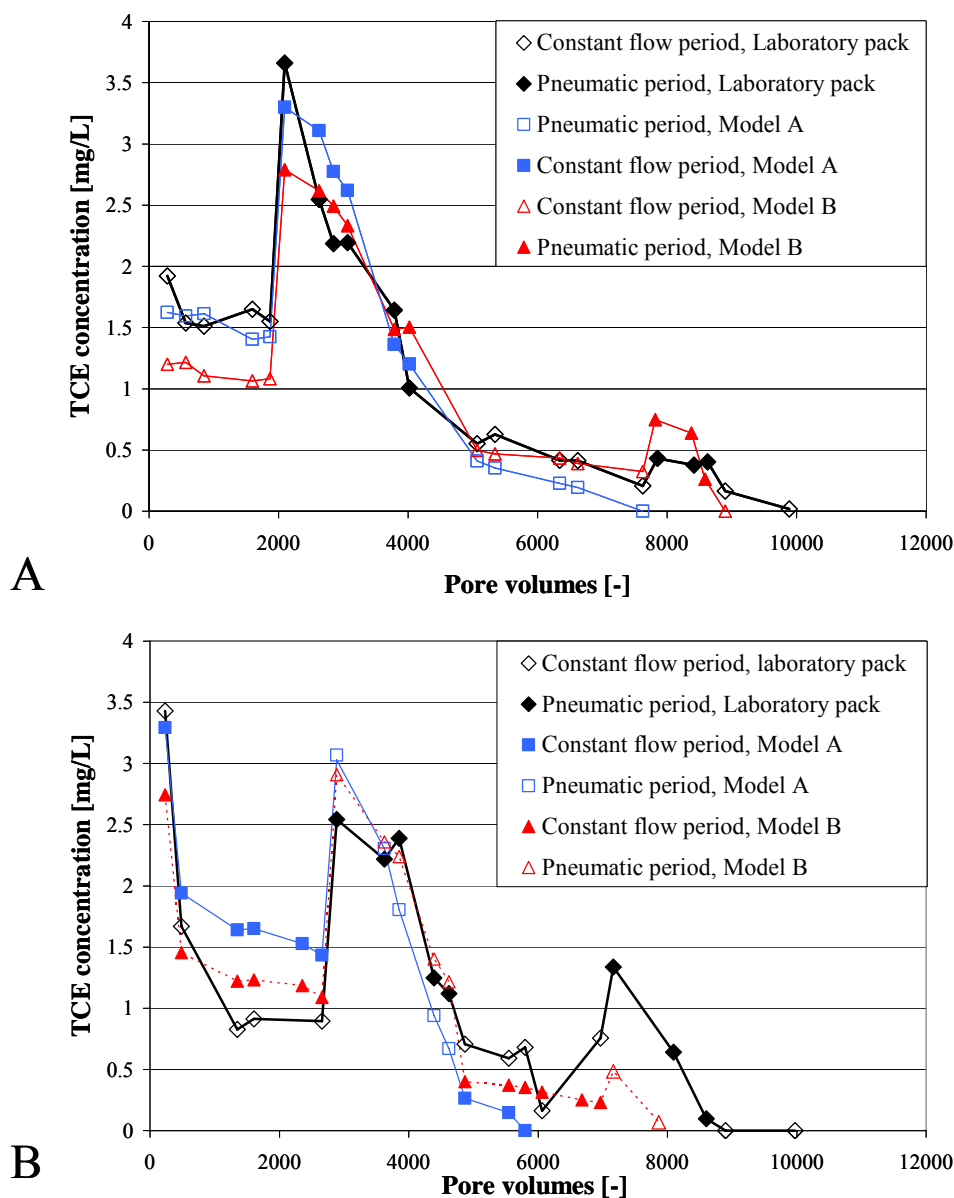 4
3.5
3
2.5
2
1.5
1
0.5
0
TCE concentration [mg/L]
Constant flow period, Laboratory pack
Pneumatic period, Laboratory pack
Pneumatic period, Model A
Constant flow period, Model A
Constant flow period, Model B
Pneumatic period, Model B
0 2000 4000 6000 8000 10000 12000
Pore volumes [-]
A
4
3.5
3
2.5
2
1.5
1
0.5
0
TCE concentration [mg/L]
Constant flow period, laboratory pack
Pneumatic period, Laboratory pack
Constant flow period, Model A
Pneumatic period, Model A
Constant flow period, Model B
Pneumatic period, Model B
0 2000 4000 6000 8000 10000 12000
Pore volumes [-]
B